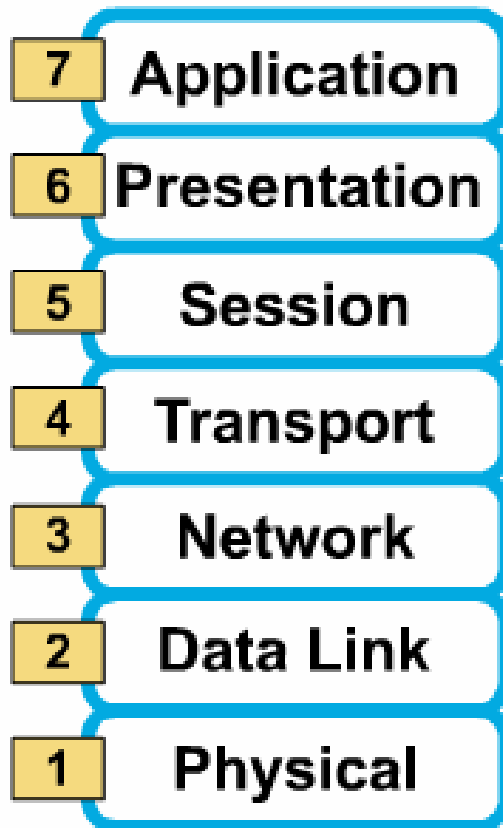 7 Application
6 Presentation
5 Session
4 Transport
3 Network
2 Data Link
1 Physical